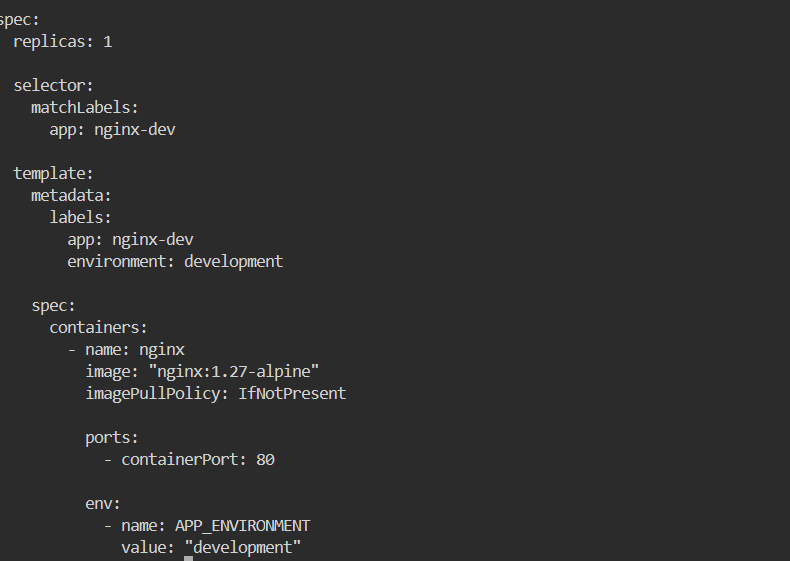 spec:
  replicas: 1

  selector:
    matchLabels:
      app: nginx-dev

  template:
    metadata:
      labels:
        app: nginx-dev
        environment: development

    spec:
      containers:
        - name: nginx
          image: "nginx:1.27-alpine"
          imagePullPolicy: IfNotPresent

          ports:
            - containerPort: 80

          env:
            - name: APP_ENVIRONMENT
              value: "development"